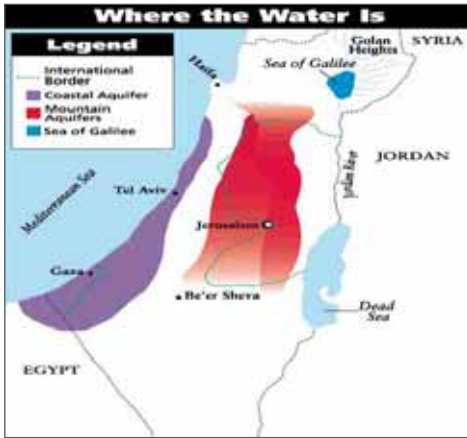 Where the Water Is
Legend
International
Border
Coastal Aquifer
Mountain
Aquifers
Sea of Galilee
Golan
Heights
SYRIA
Sea of Galilee
Haifa
JORDAN
Jordan River
Mediterranean Sea
Tel Aviv
Jerusalem
Gaza
Be'er Sheva
Dead
Sea
EGYPT